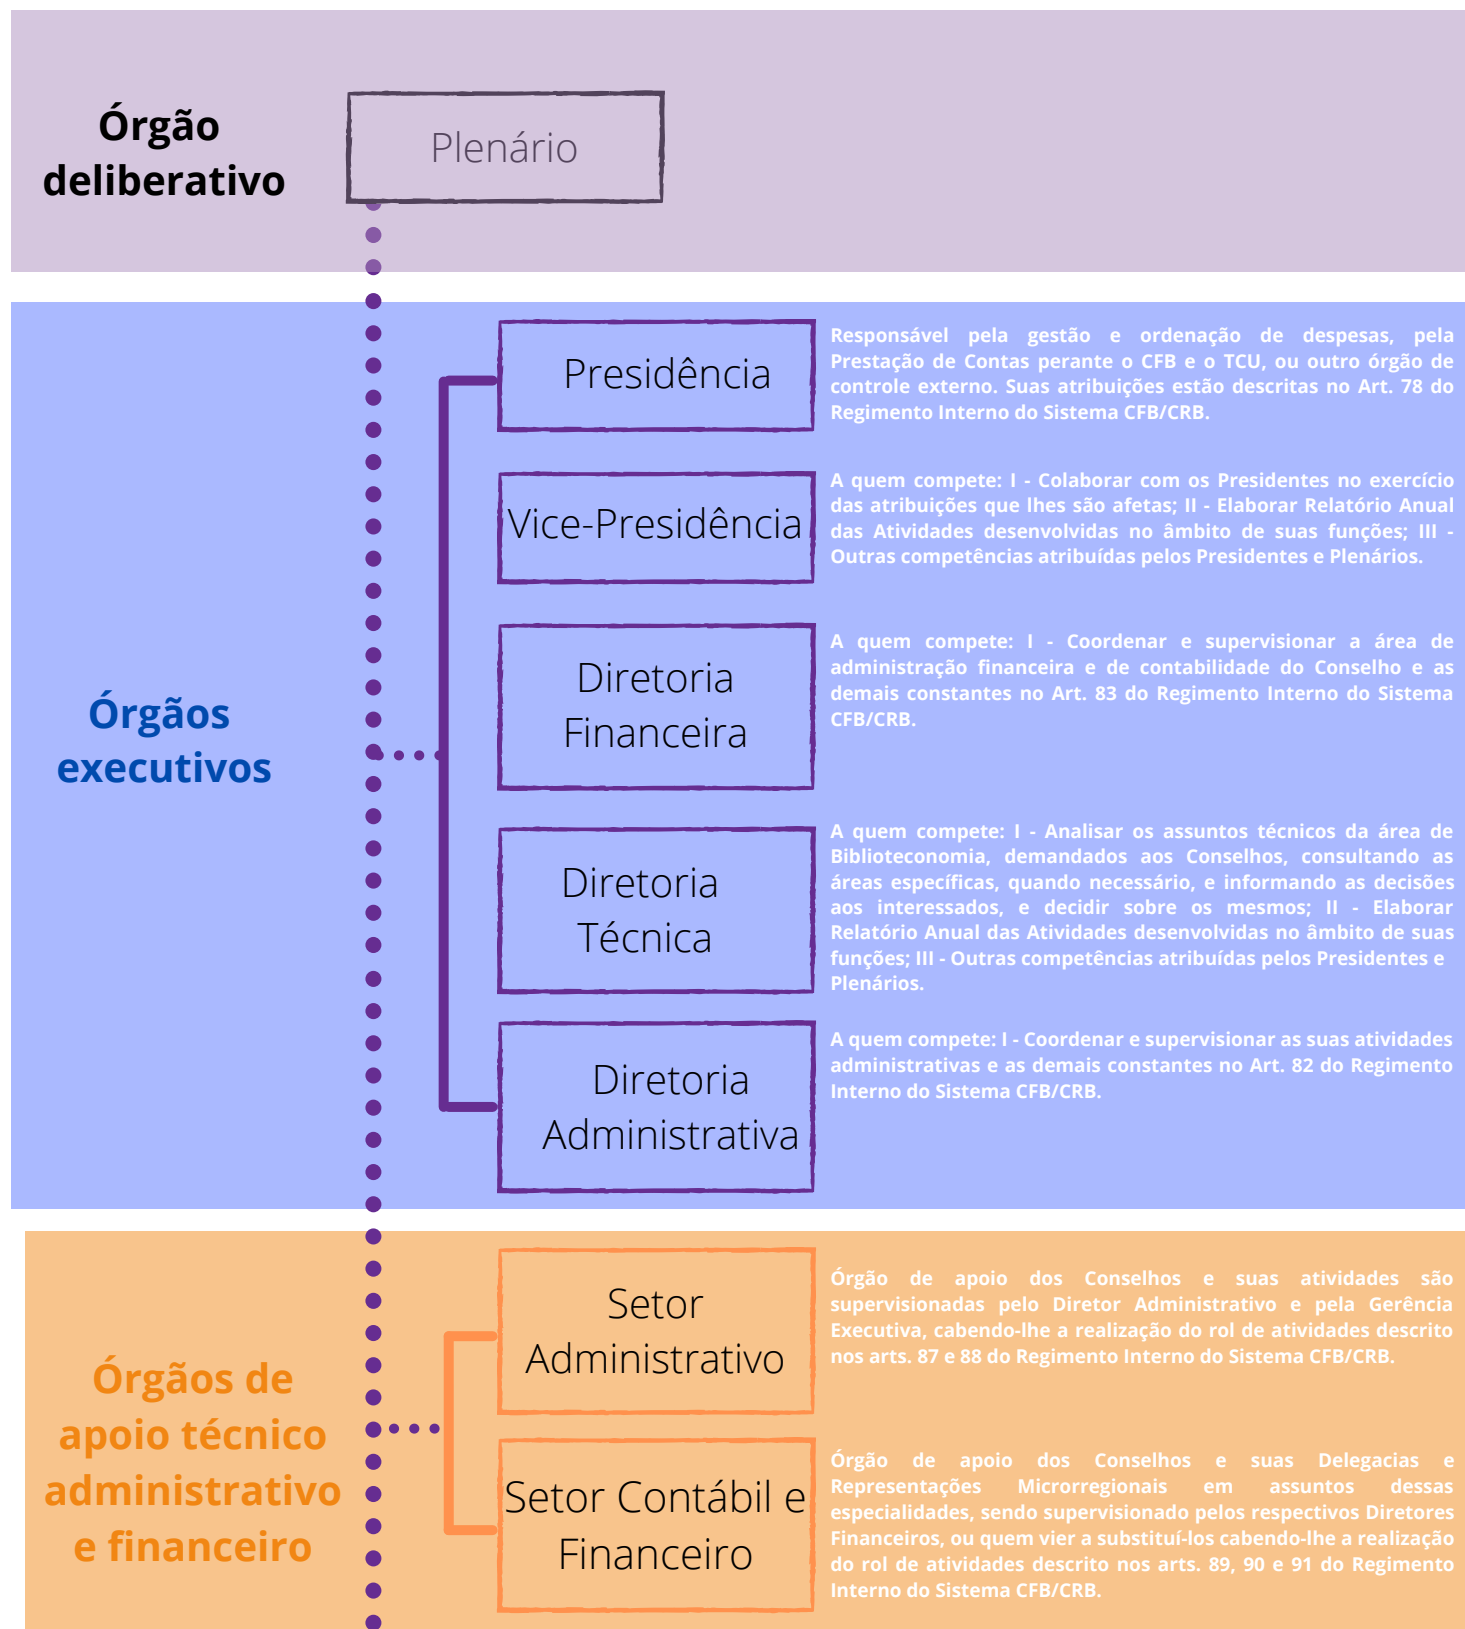 Órgão
deliberativo
Plenário
Órgãos
executivos
Presidência
Responsável pela gestão e ordenação de despesas, pela
Prestação de Contas perante o CFB e o TCU, ou outro órgão de
controle externo. Suas atribuições estão descritas no Art. 78 do
Regimento Interno do Sistema CFB/CRB.
Vice-Presidência
A quem compete: I - Colaborar com os Presidentes no exercício
das atribuições que lhes são afetas; II - Elaborar Relatório Anual
das Atividades desenvolvidas no âmbito de suas funções; III -
Outras competências atribuídas pelos Presidentes e Plenários.
Diretoria
Financeira
A quem compete: I - Coordenar e supervisionar a área de
administração financeira e de contabilidade do Conselho e as
demais constantes no Art. 83 do Regimento Interno do Sistema
CFB/CRB.
Diretoria
Técnica
A quem compete: I - Analisar os assuntos técnicos da área de
Biblioteconomia, demandados aos Conselhos, consultando as
áreas específicas, quando necessário, e informando as decisões
aos interessados, e decidir sobre os mesmos; II - Elaborar
Relatório Anual das Atividades desenvolvidas no âmbito de suas
funções; III - Outras competências atribuídas pelos Presidentes e
Plenários.
Diretoria
Administrativa
A quem compete: I - Coordenar e supervisionar as suas atividades
administrativas e as demais constantes no Art. 82 do Regimento
Interno do Sistema CFB/CRB.
Órgãos de
apoio técnico
administrativo
e financeiro
Setor
Administrativo
Órgão de apoio dos Conselhos e suas atividades são
supervisionadas pelo Diretor Administrativo e pela Gerência
Executiva, cabendo-lhe a realização do rol de atividades descrito
nos arts. 87 e 88 do Regimento Interno do Sistema CFB/CRB.
Setor Contábil e
Financeiro
Órgão de apoio dos Conselhos e suas Delegacias e
Representações Microrregionais em assuntos dessas
especialidades, sendo supervisionado pelos respectivos Diretores
Financeiros, ou quem vier a substituí-los cabendo-lhe a realização
do rol de atividades descrito nos arts. 89, 90 e 91 do Regimento
Interno do Sistema CFB/CRB.